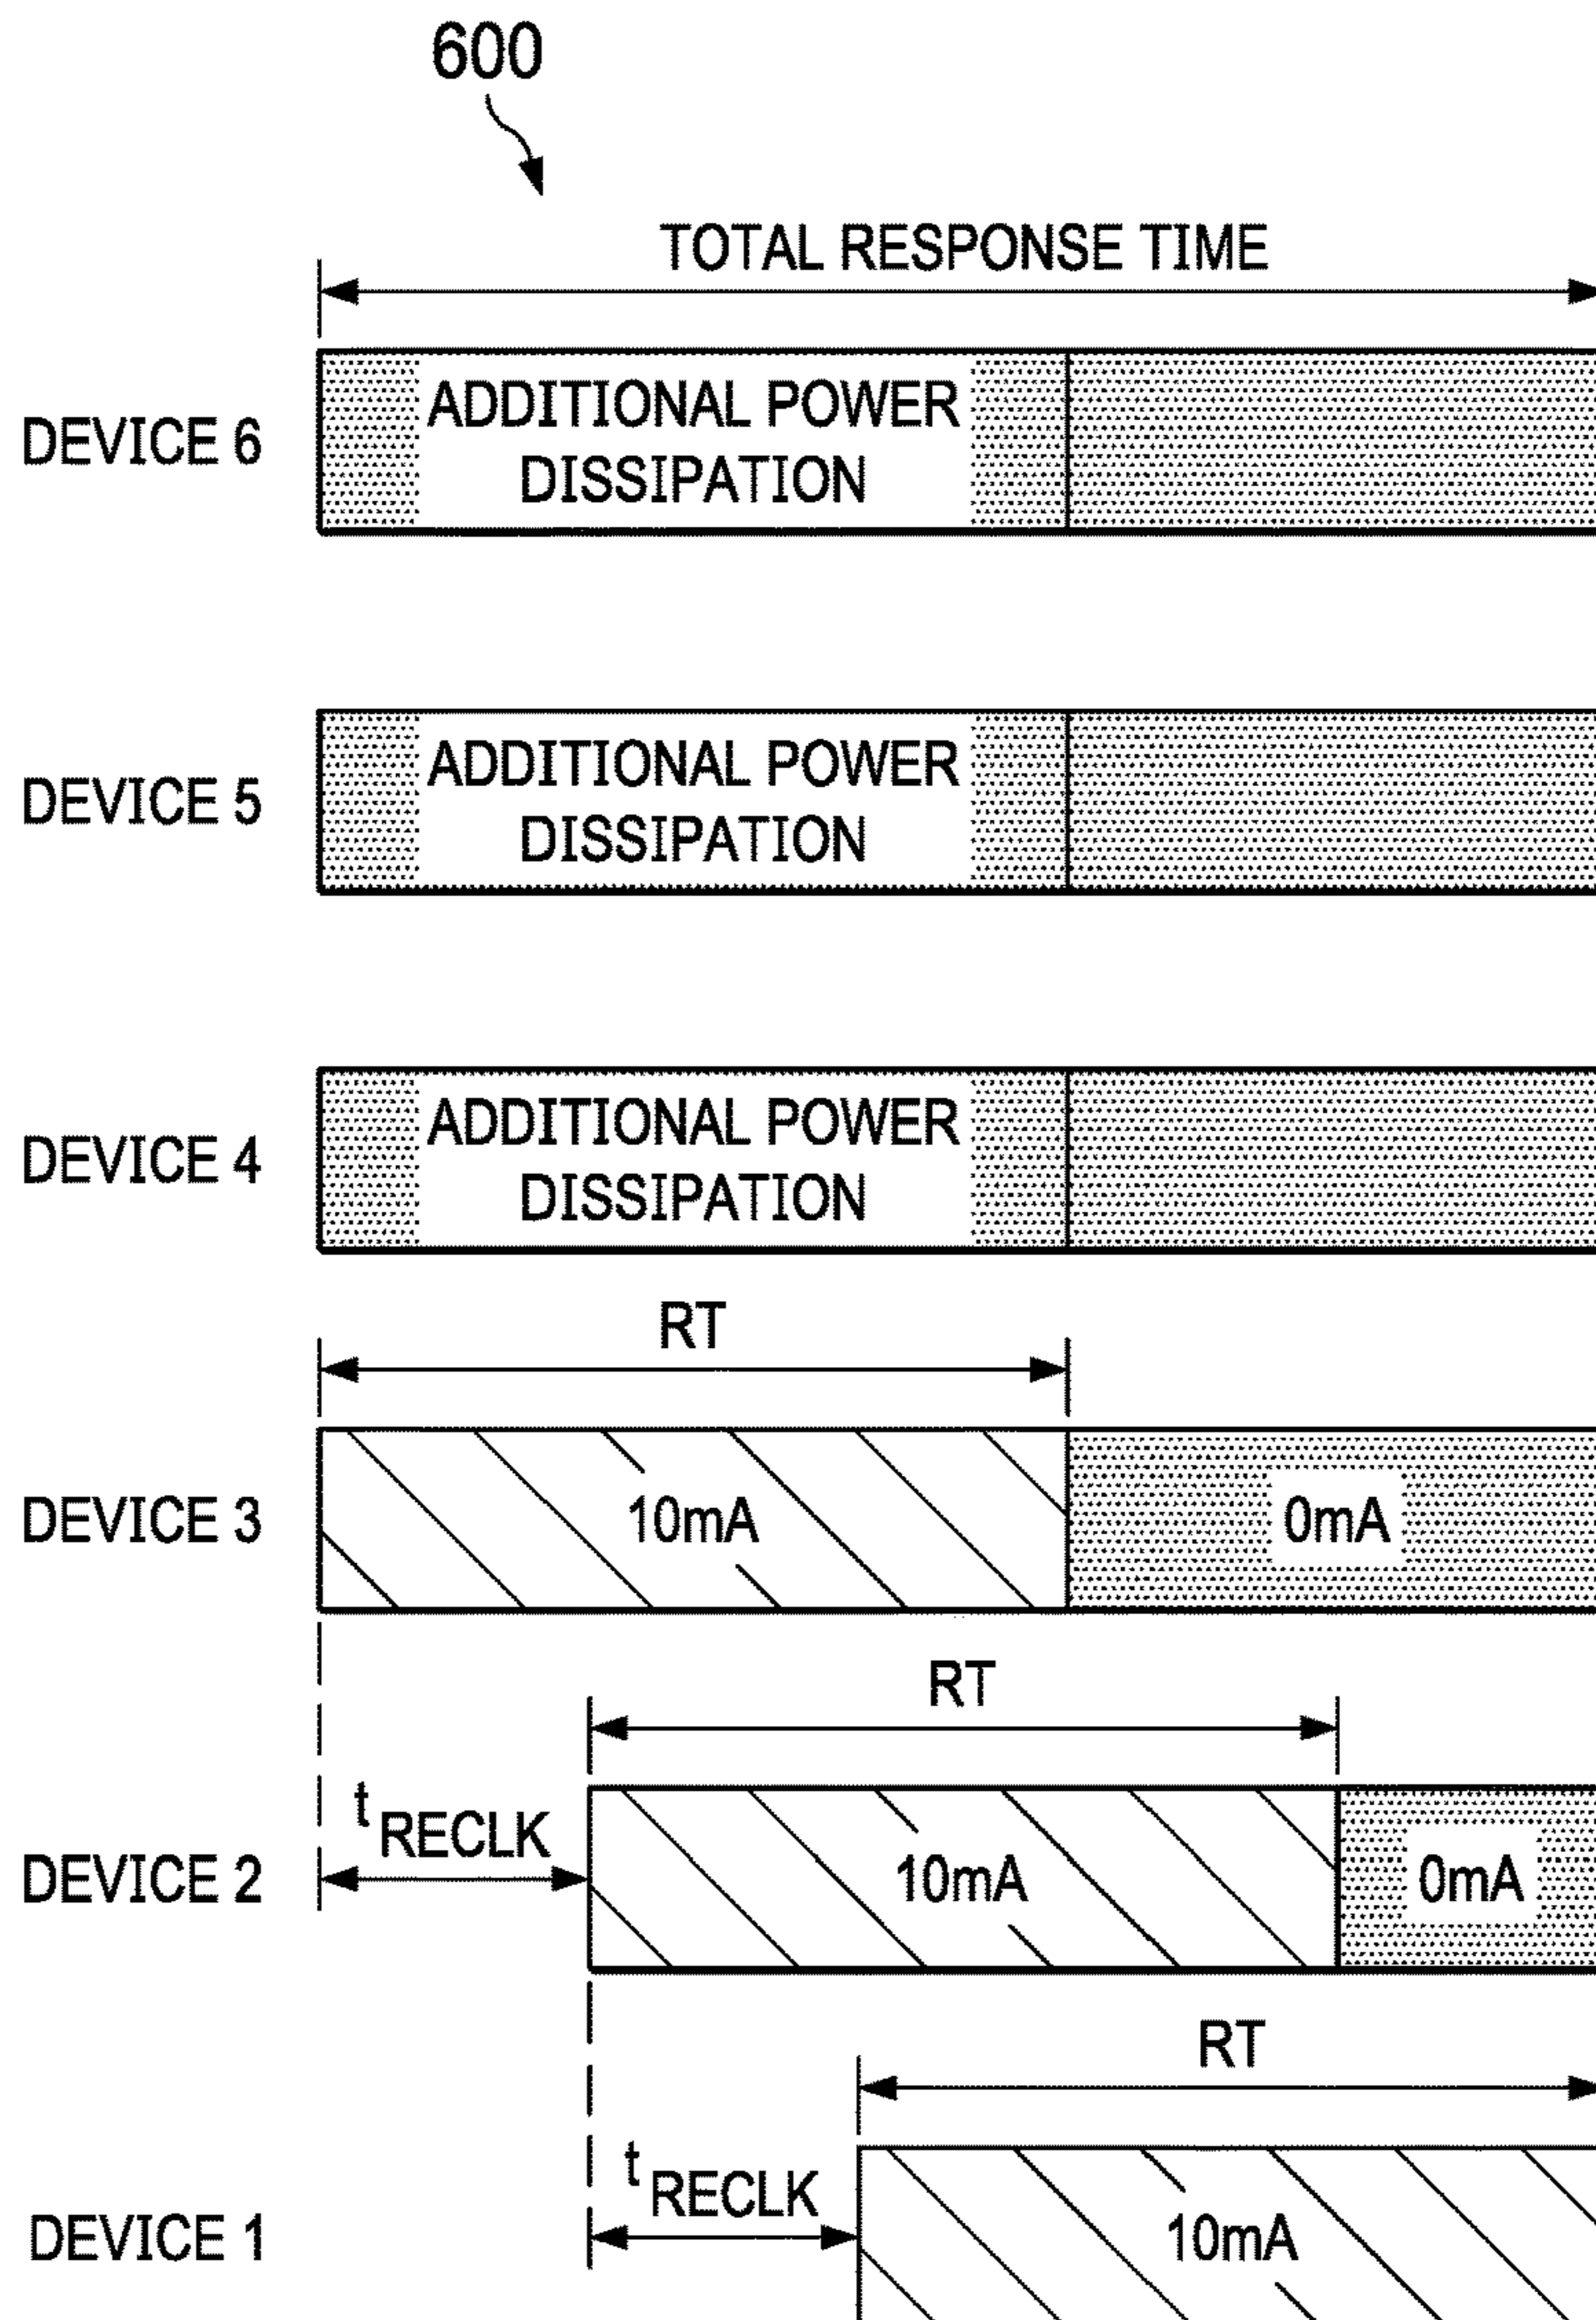 600
TOTAL RESPONSE TIME
DEVICE 6
ADDITIONAL POWER
DISSIPATION
DEVICE 5
ADDITIONAL POWER
DISSIPATION
DEVICE 4
ADDITIONAL POWER
DISSIPATION
RT
DEVICE 3
10mA
0mA
RT
tRECLK
DEVICE 2
10mA
0mA
RT
tRECLK
DEVICE 1
10mA